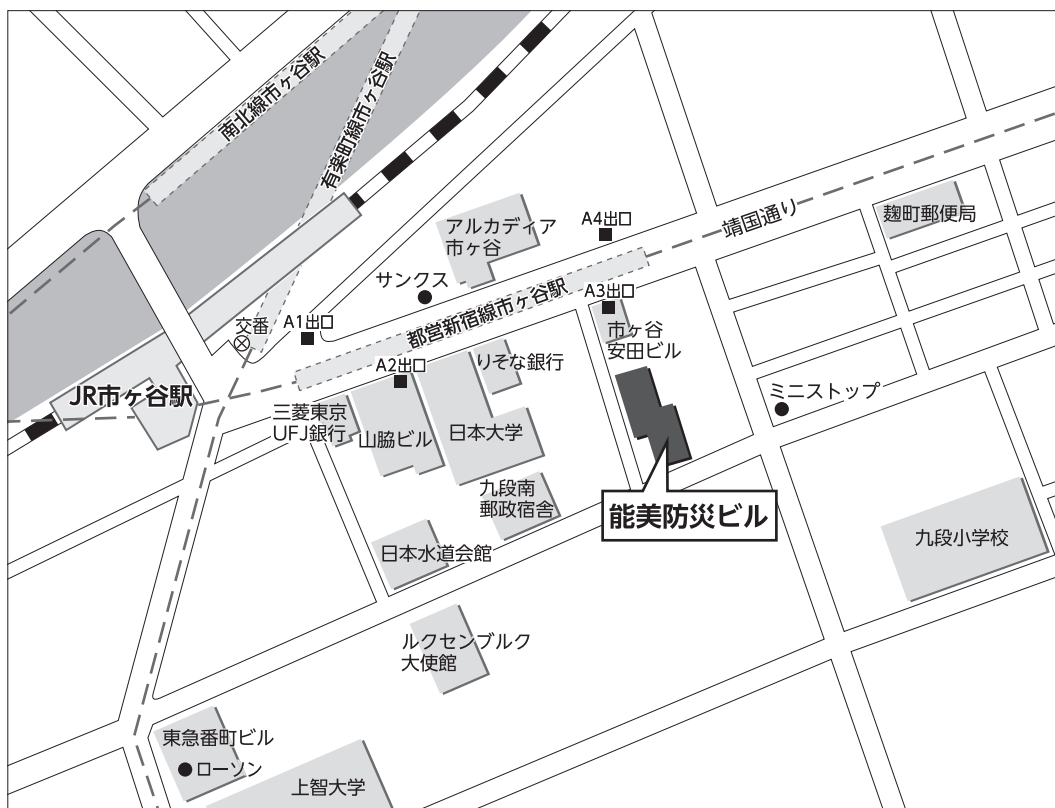 南北線市ヶ谷駅
有楽町線市ヶ谷駅
アルカディア
市ヶ谷
A4出口
靖国通り
麹町郵便局
サンクス
都営新宿線市ヶ谷駅
A3出口
交番
A1出口
市ヶ谷
安田ビル
A2出口
りそな銀行
JR市ヶ谷駅
ミニストップ
三菱東京
UFJ銀行
山脇ビル
日本大学
九段南
郵政宿舎
能美防災ビル
九段小学校
日本水道会館
ルクセンブルク
大使館
東急番町ビル
ローソン
上智大学